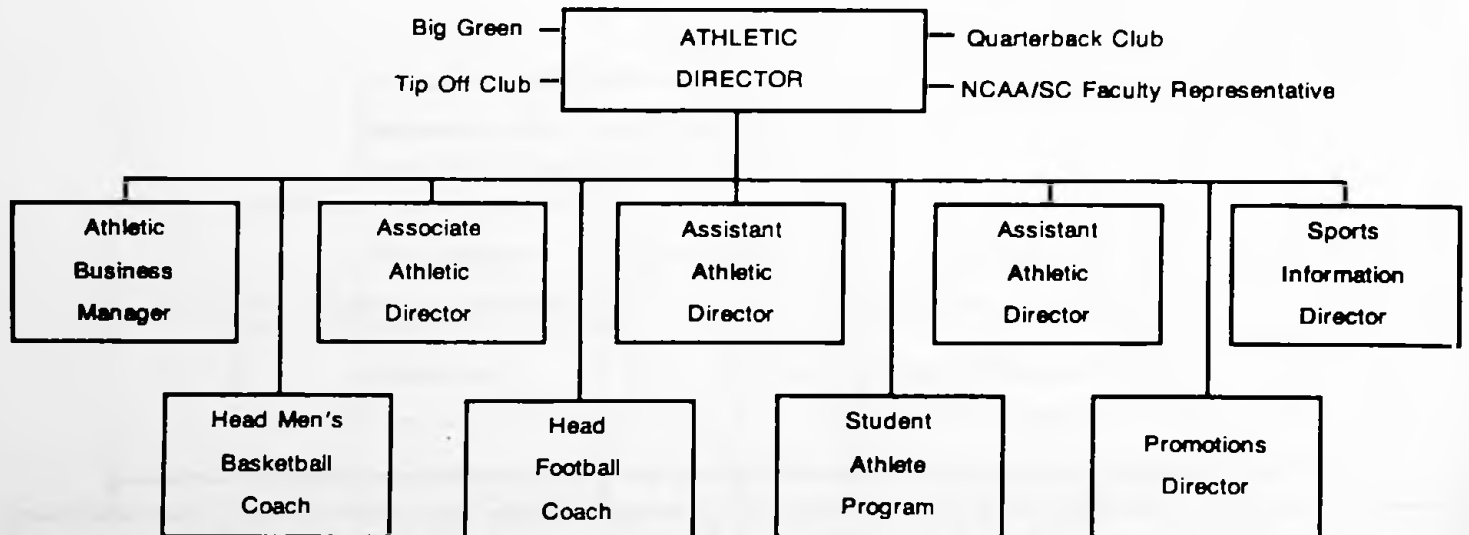 Big Green
ATHLETIC
DIRECTOR
Quarterback Club
Tip Off Club
NCAA/SC Faculty Representative
Athletic
Business
Manager
Associate
Athletic
Director
Assistant
Athletic
Director
Assistant
Athletic
Director
Sports
Information
Director
Head Men's
Basketball
Coach
Head
Football
Coach
Student
Athlete
Program
Promotions
Director